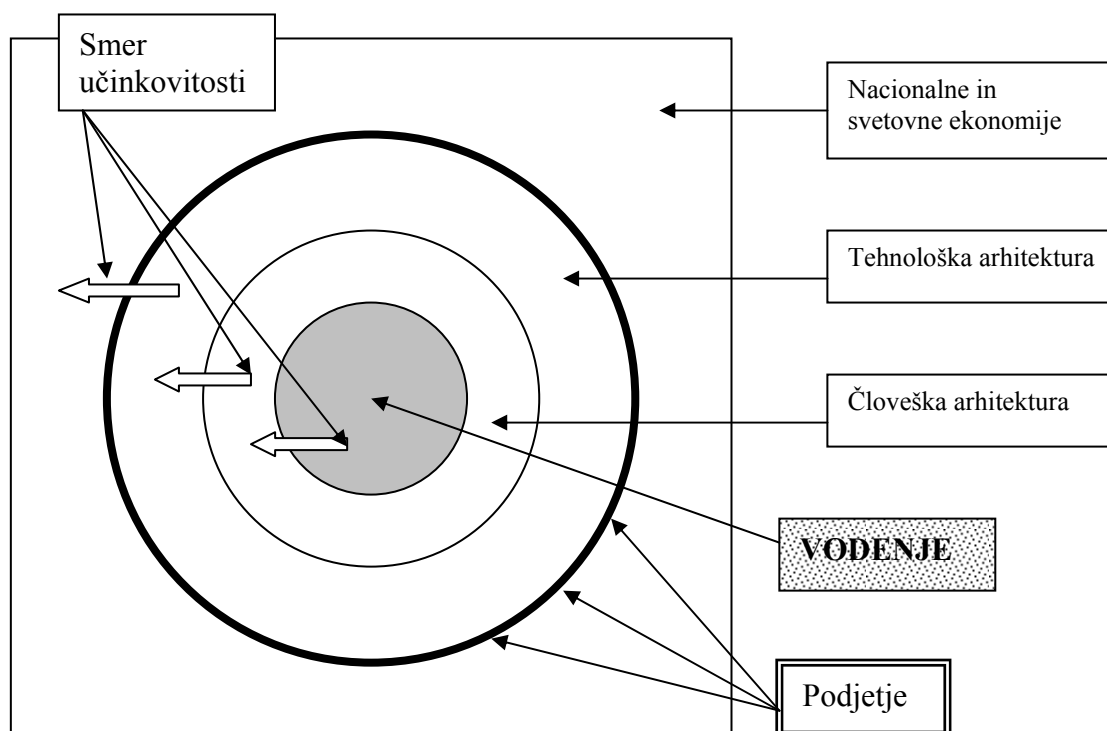 Smer
učinkovitosti
Nacionalne in
svetovne ekonomije
Tehnološka arhitektura
Človeška arhitektura
VODENJE
Podjetje